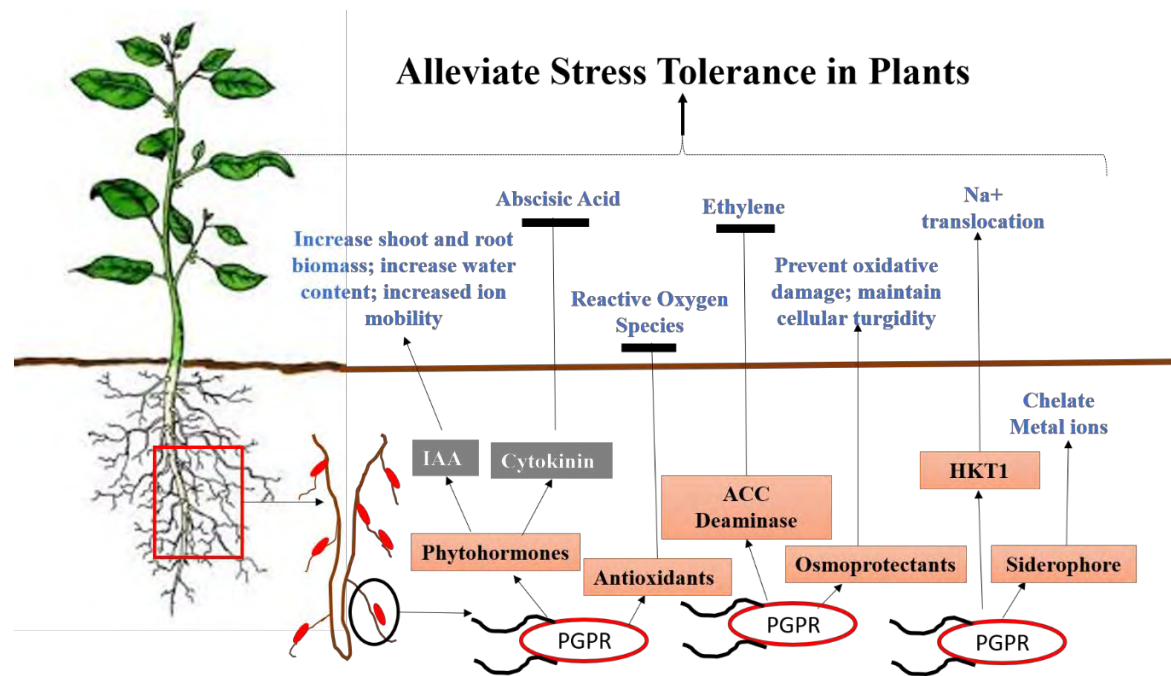 Alleviate Stress Tolerance in Plants
Abscisic Acid
Ethylene
Na+
translocation
Increase shoot and root
biomass; increase water
content; increased ion
mobility
Reactive Oxygen
Species
Prevent oxidative
damage; maintain
cellular turgidity
Chelate
Metal ions
IAA
Cytokinin
ACC
Deaminase
HKT1
Phytohormones
Antioxidants
Osmoprotectants
Siderophore
PGPR
PGPR
PGPR